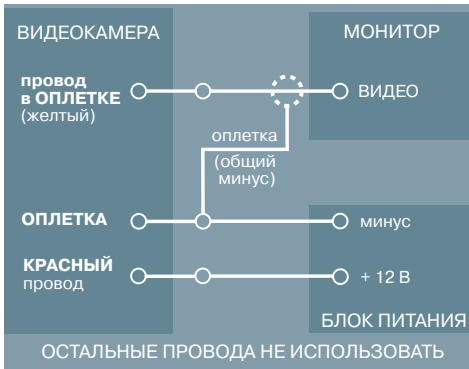 ВИДЕОКАМЕРА
МОНИТОР
провод
в ОПЛЕТКЕ
(желтый)
ВИДЕО
оплетка
(общий
минус)
ОПЛЕТКА
минус
КРАСНЫЙ
провод
+ 12 В
БЛОК ПИТАНИЯ
ОСТАЛЬНЫЕ ПРОВОДА НЕ ИСПОЛЬЗОВАТЬ